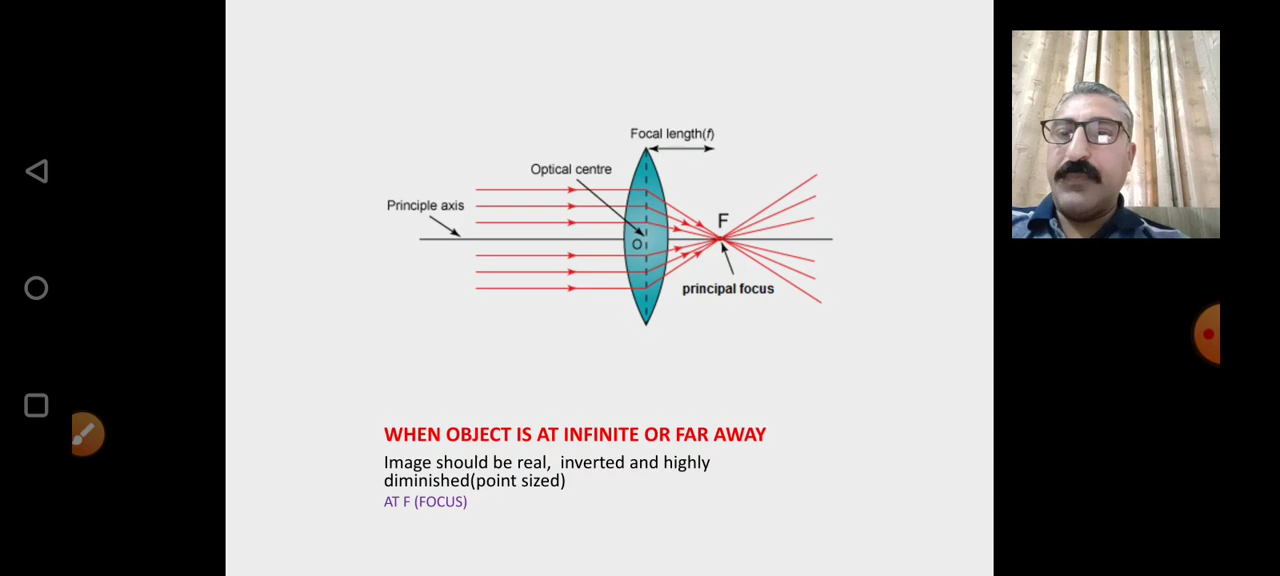 Focal length(f)
Optical centre
Principle axis
F
O
principal focus
WHEN OBJECT IS AT INFINITE OR FAR AWAY
Image should be real,  inverted and highly
diminished(point sized)
AT F (FOCUS)